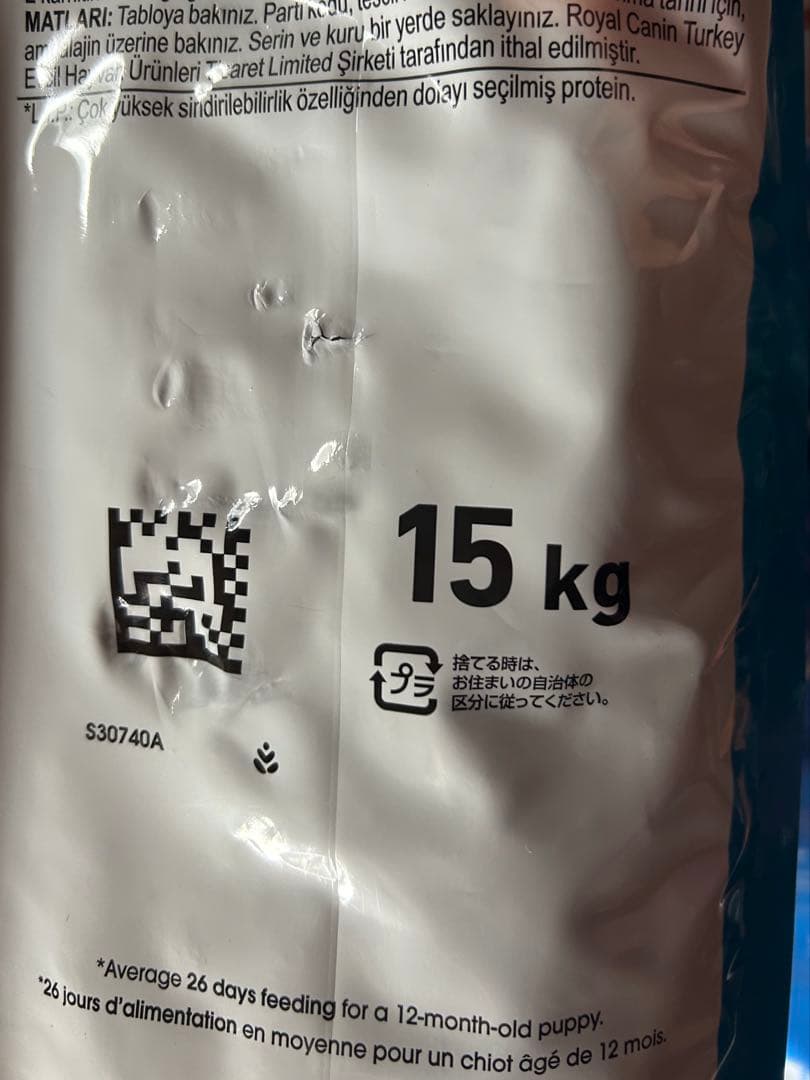 MATLARI: Tabloya bakınız. Parti kodu,
üzerine bakınız. Serin ve kuru bir yerde saklayınız. Royal Canin Turkey
Ürünleri Ticaret Limited Şirketi tarafından ithal edilmiştir.
Çok yüksek sindirilebilirlik özelliğinden dolayı seçilmiş protein.
15 kg
プラ
捨てる時は、
お住まいの自治体の
区分に従ってください。
S30740A
*Average 26 days feeding for a 12-month-old puppy.
*26 jours d'alimentation en moyenne pour un chiot âgé de 12 mois.